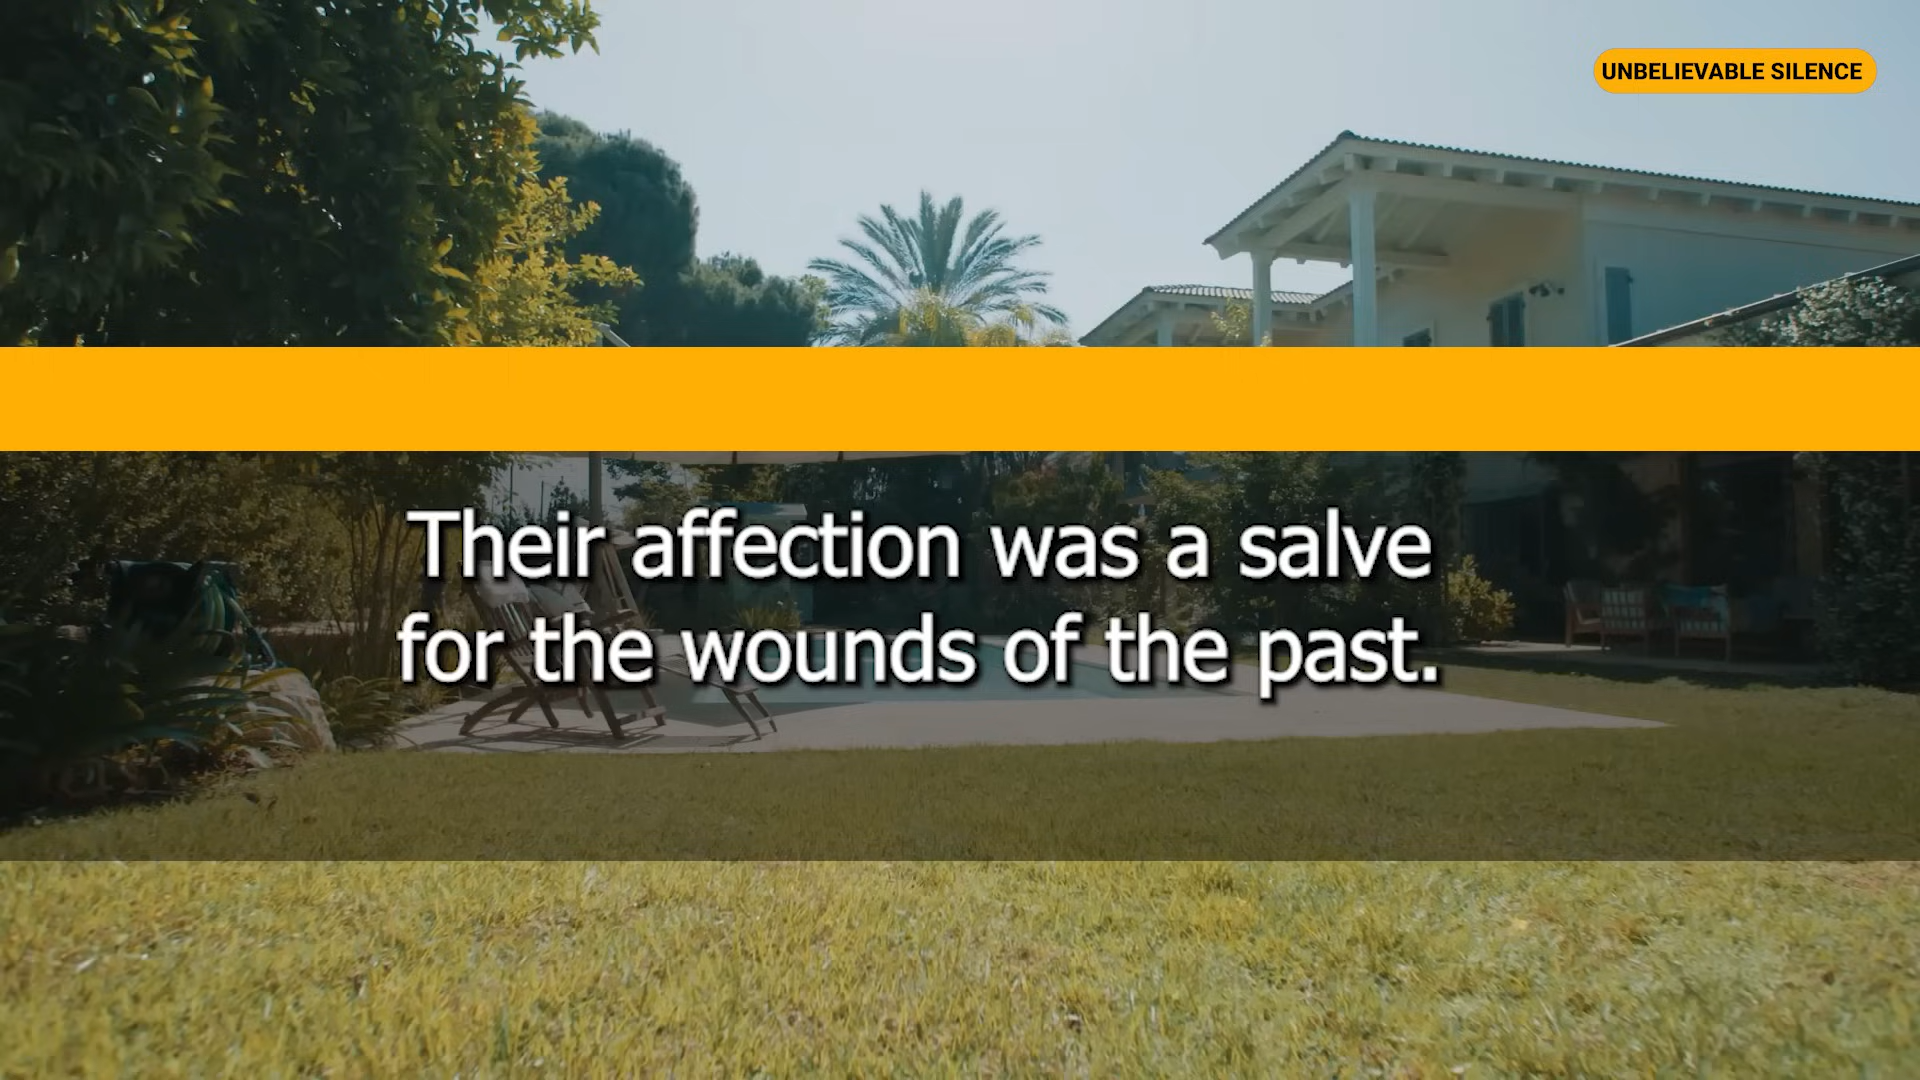 UNBELIEVABLE SILENCE
Their affection was a salve
for the wounds of the past.